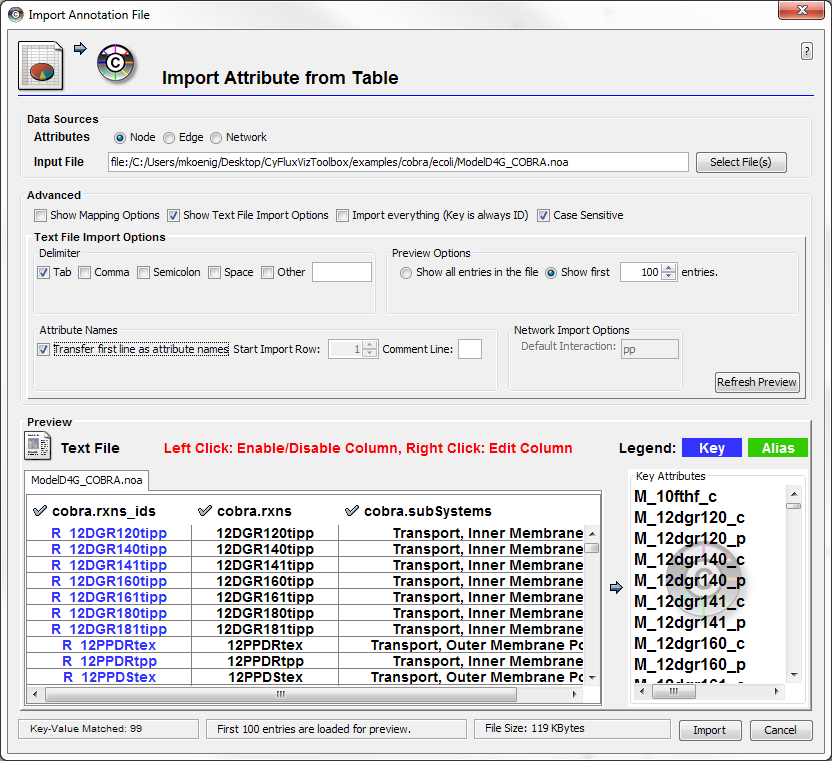 Import Annotation File
Import Attribute from Table
?
Data Sources
Attributes Node Edge Network
Input File file:/C:/Users/mkoenig/Desktop/CyFluxVizToolbox/examples/cobra/ecoli/ModelD4G_COBRA.noa Select File(s)
Advanced
Show Mapping Options Show Text File Import Options Import everything (Key is always ID) Case Sensitive
Text File Import Options
Delimiter
Tab Comma Semicolon Space Other
Preview Options
Show all entries in the file Show first 100 entries.
Attribute Names
Transfer first line as attribute names Start Import Row: 1 Comment Line:
Network Import Options
Default Interaction: pp
Refresh Preview
Preview
Text File Left Click: Enable/Disable Column, Right Click: Edit Column Legend: Key Alias
ModelD4G_COBRA.noa
cobra.rxns_ids cobra.rxns cobra.subSystems
R_12DGR120tipp 12DGR120tipp Transport, Inner Membrane
R_12DGR140tipp 12DGR140tipp Transport, Inner Membrane
R_12DGR141tipp 12DGR141tipp Transport, Inner Membrane
R_12DGR160tipp 12DGR160tipp Transport, Inner Membrane
R_12DGR161tipp 12DGR161tipp Transport, Inner Membrane
R_12DGR180tipp 12DGR180tipp Transport, Inner Membrane
R_12DGR181tipp 12DGR181tipp Transport, Inner Membrane
R_12PPDRtex 12PPDRtex Transport, Outer Membrane Po
R_12PPDRtpp 12PPDRtpp Transport, Inner Membrane
R_12PPDStex 12PPDStex Transport, Outer Membrane Po
Key Attributes
M_10fthf_c
M_12dgr120_c
M_12dgr120_p
M_12dgr140_c
M_12dgr140_p
M_12dgr141_c
M_12dgr141_p
M_12dgr160_c
M_12dgr160_p
M_12dgr161_c
Key-Value Matched: 99 First 100 entries are loaded for preview. File Size: 119 KBytes Import Cancel